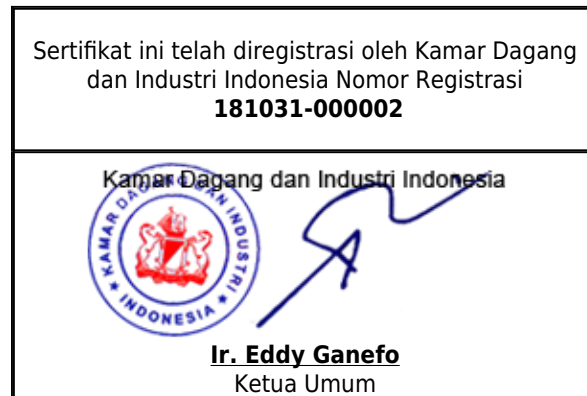 Sertifikat ini telah diregistrasi oleh Kamar Dagang
dan Industri Indonesia Nomor Registrasi
181031-000002
Kamar Dagang dan Industri Indonesia
KAMAR DAGANG DAN INDUSTRI
INDONESIA
Ir. Eddy Ganefo
Ketua Umum